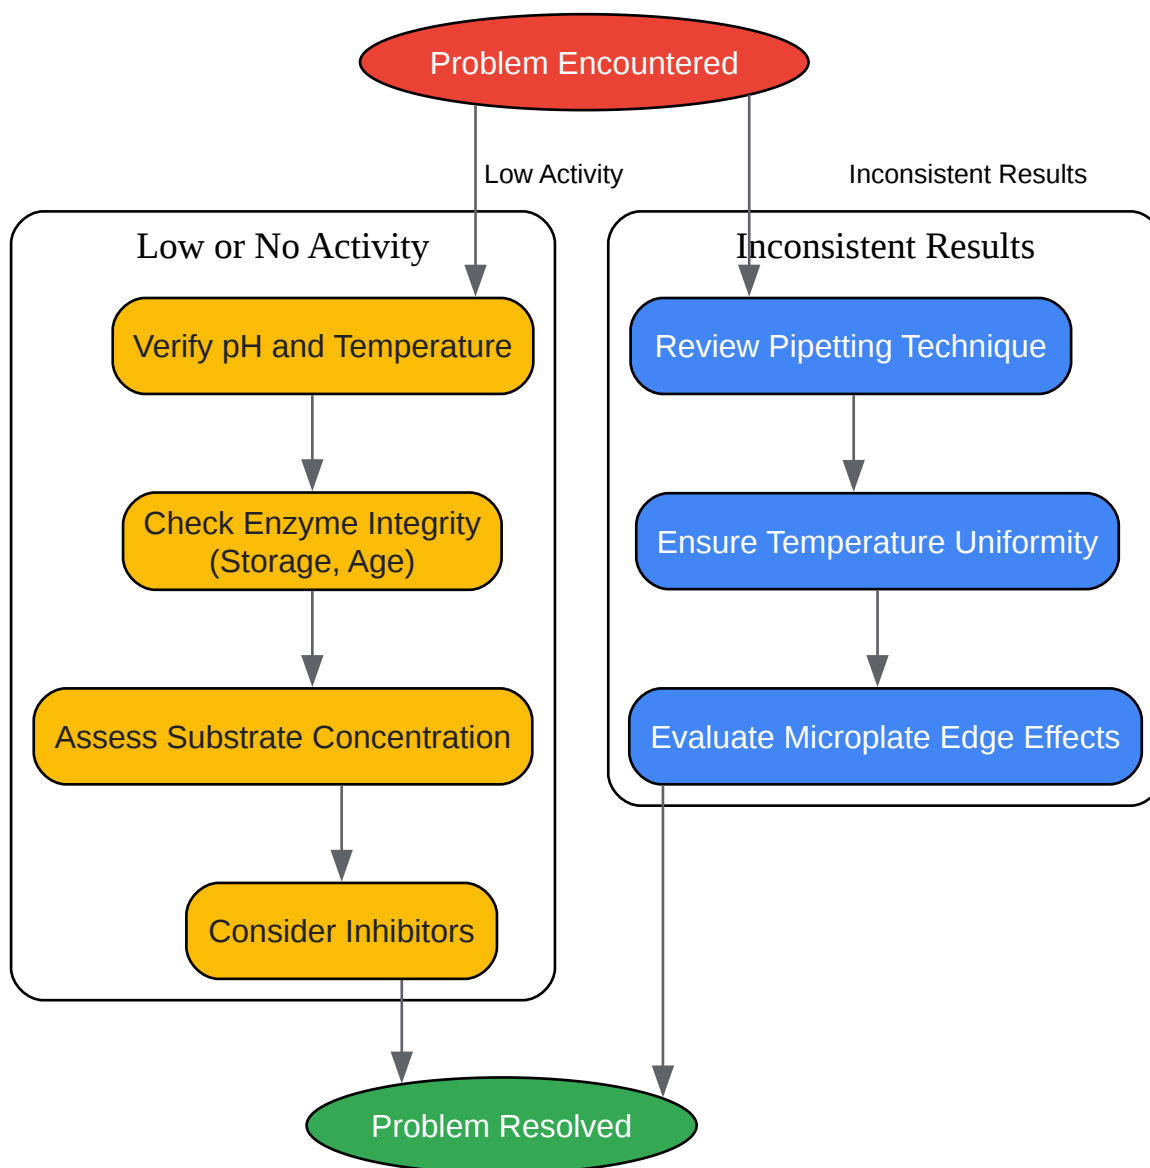 Problem Encountered
Low Activity
Inconsistent Results
Low or No Activity
Verify pH and Temperature
Check Enzyme Integrity
(Storage, Age)
Assess Substrate Concentration
Consider Inhibitors
Inconsistent Results
Review Pipetting Technique
Ensure Temperature Uniformity
Evaluate Microplate Edge Effects
Problem Resolved